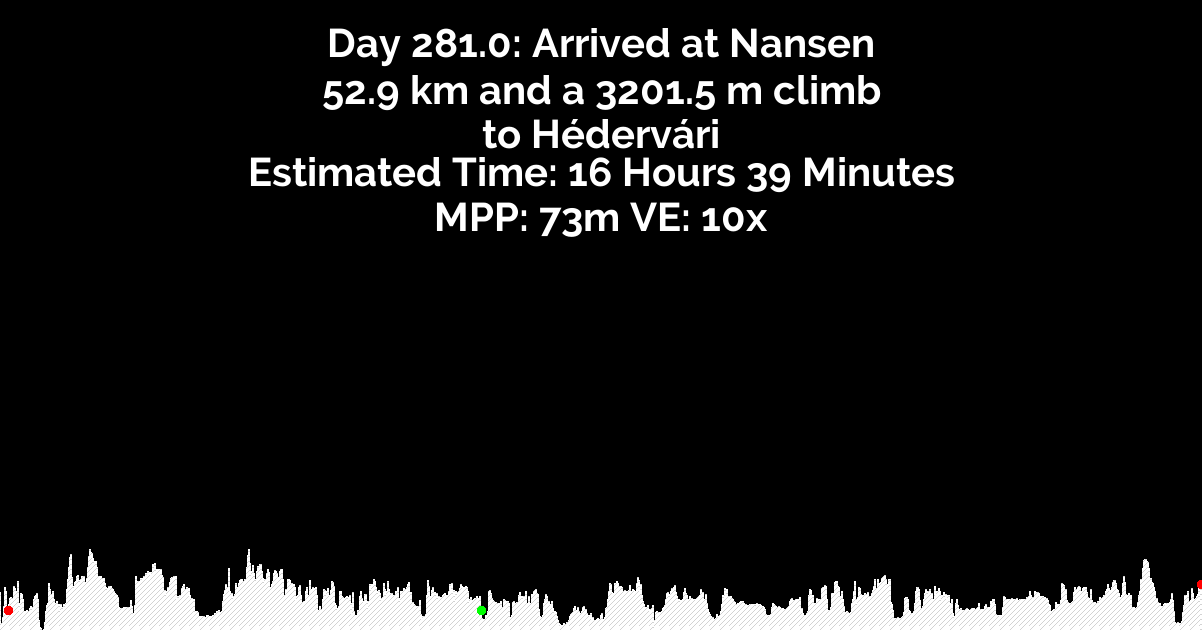 Day 281.0: Arrived at Nansen
52.9 km and a 3201.5 m climb
to Hédervári
Estimated Time: 16 Hours 39 Minutes
MPP: 73m VE: 10x